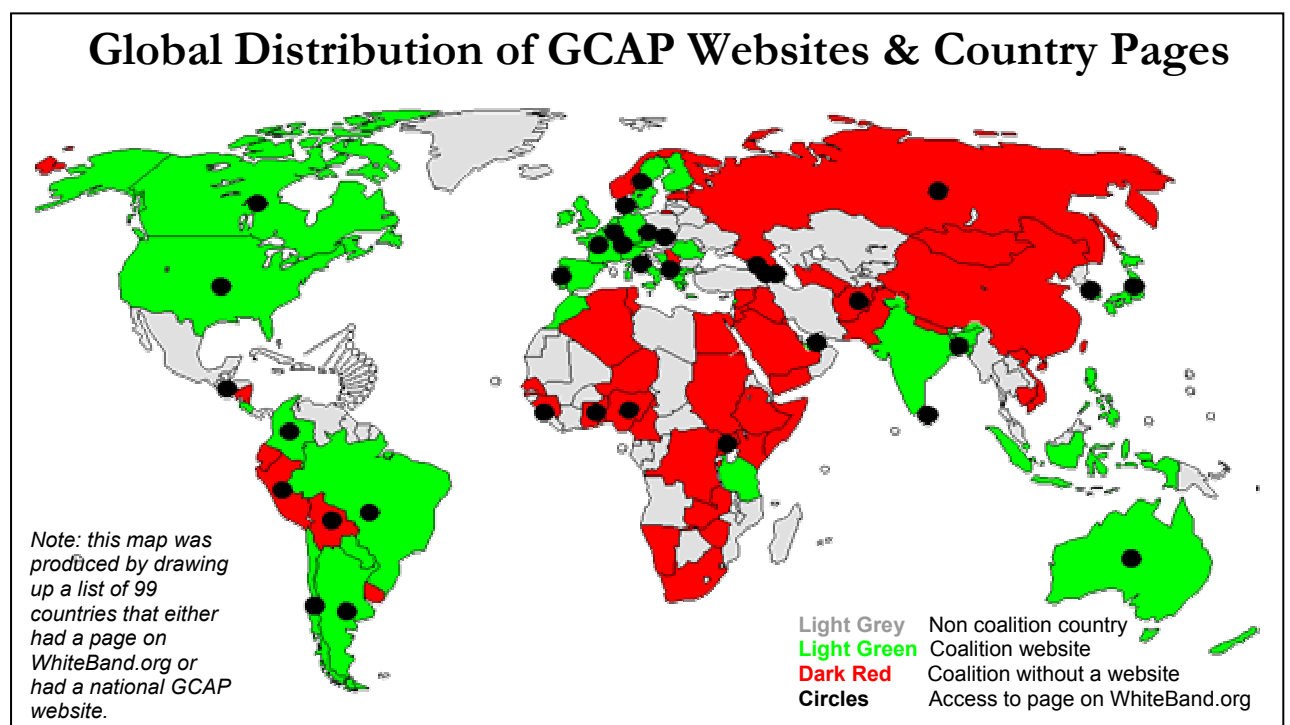 Global Distribution of GCAP Websites & Country Pages
Note: this map was
produced by drawing
up a list of 99
countries that either
had a page on
WhiteBand.org or
had a national GCAP
website.
Light Grey Non coalition country
Light Green Coalition website
Dark Red Coalition without a website
Circles Access to page on WhiteBand.org